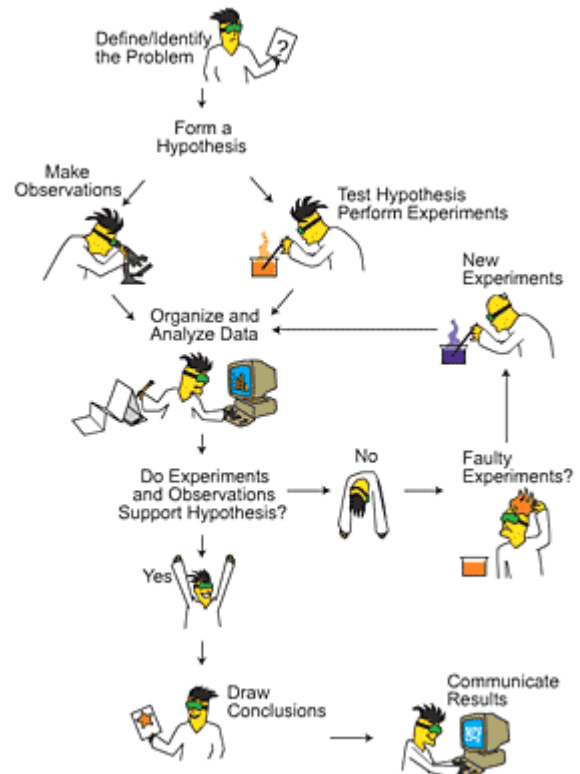 Define/Identify
the Problem
?
Form a
Hypothesis
Make
Observations
Test Hypothesis
Perform Experiments
New
Experiments
Organize and
Analyze Data
No
Faulty
Experiments?
Do Experiments
and Observations
Support Hypothesis?
Yes
Draw
Conclusions
Communicate
Results